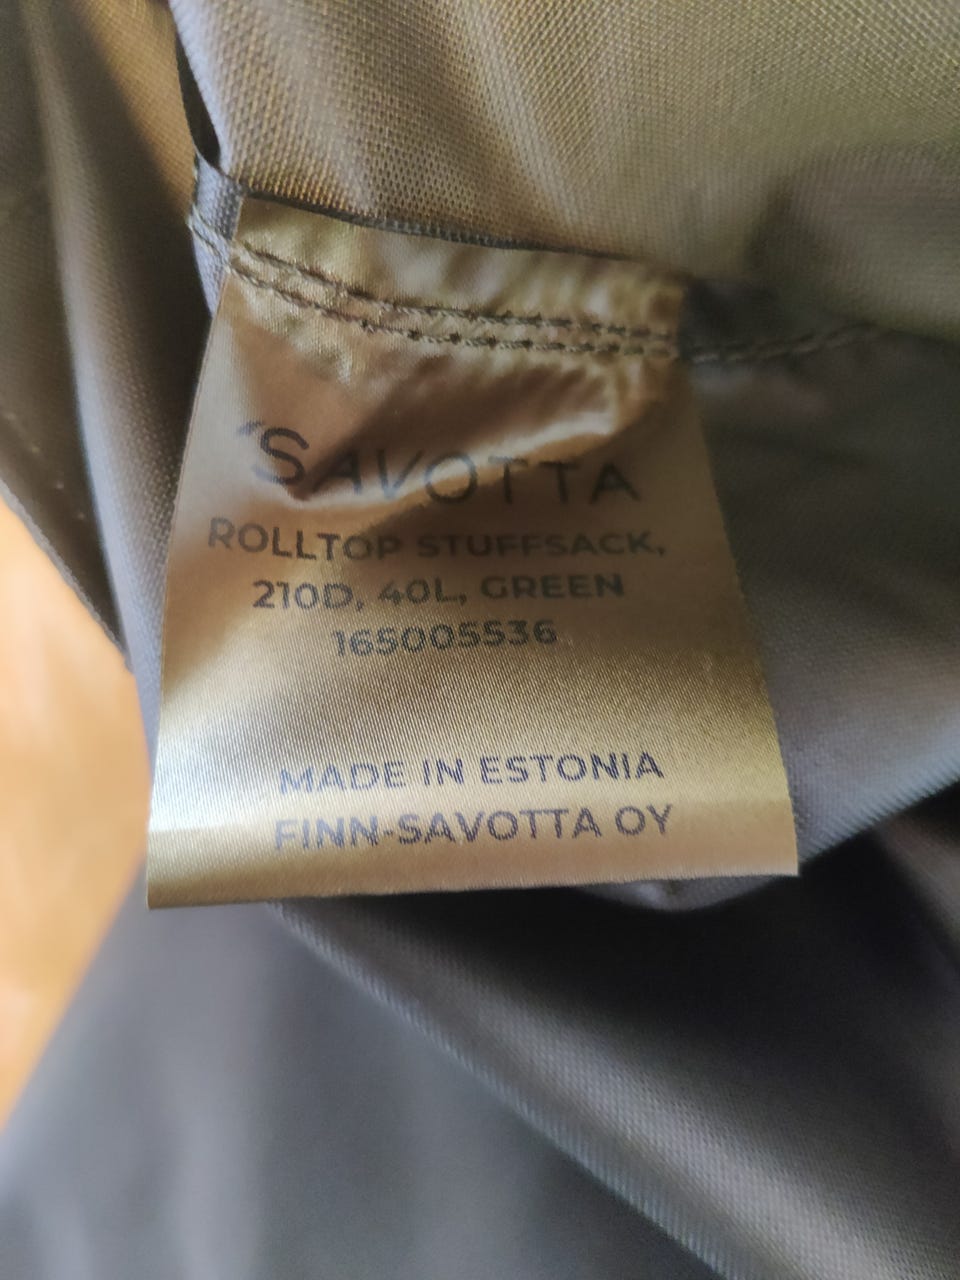 SAVOTTA
ROLLTOP STUFFSACK,
210D, 40L, GREEN
165005536
MADE IN ESTONIA
FINN-SAVOTTA OY